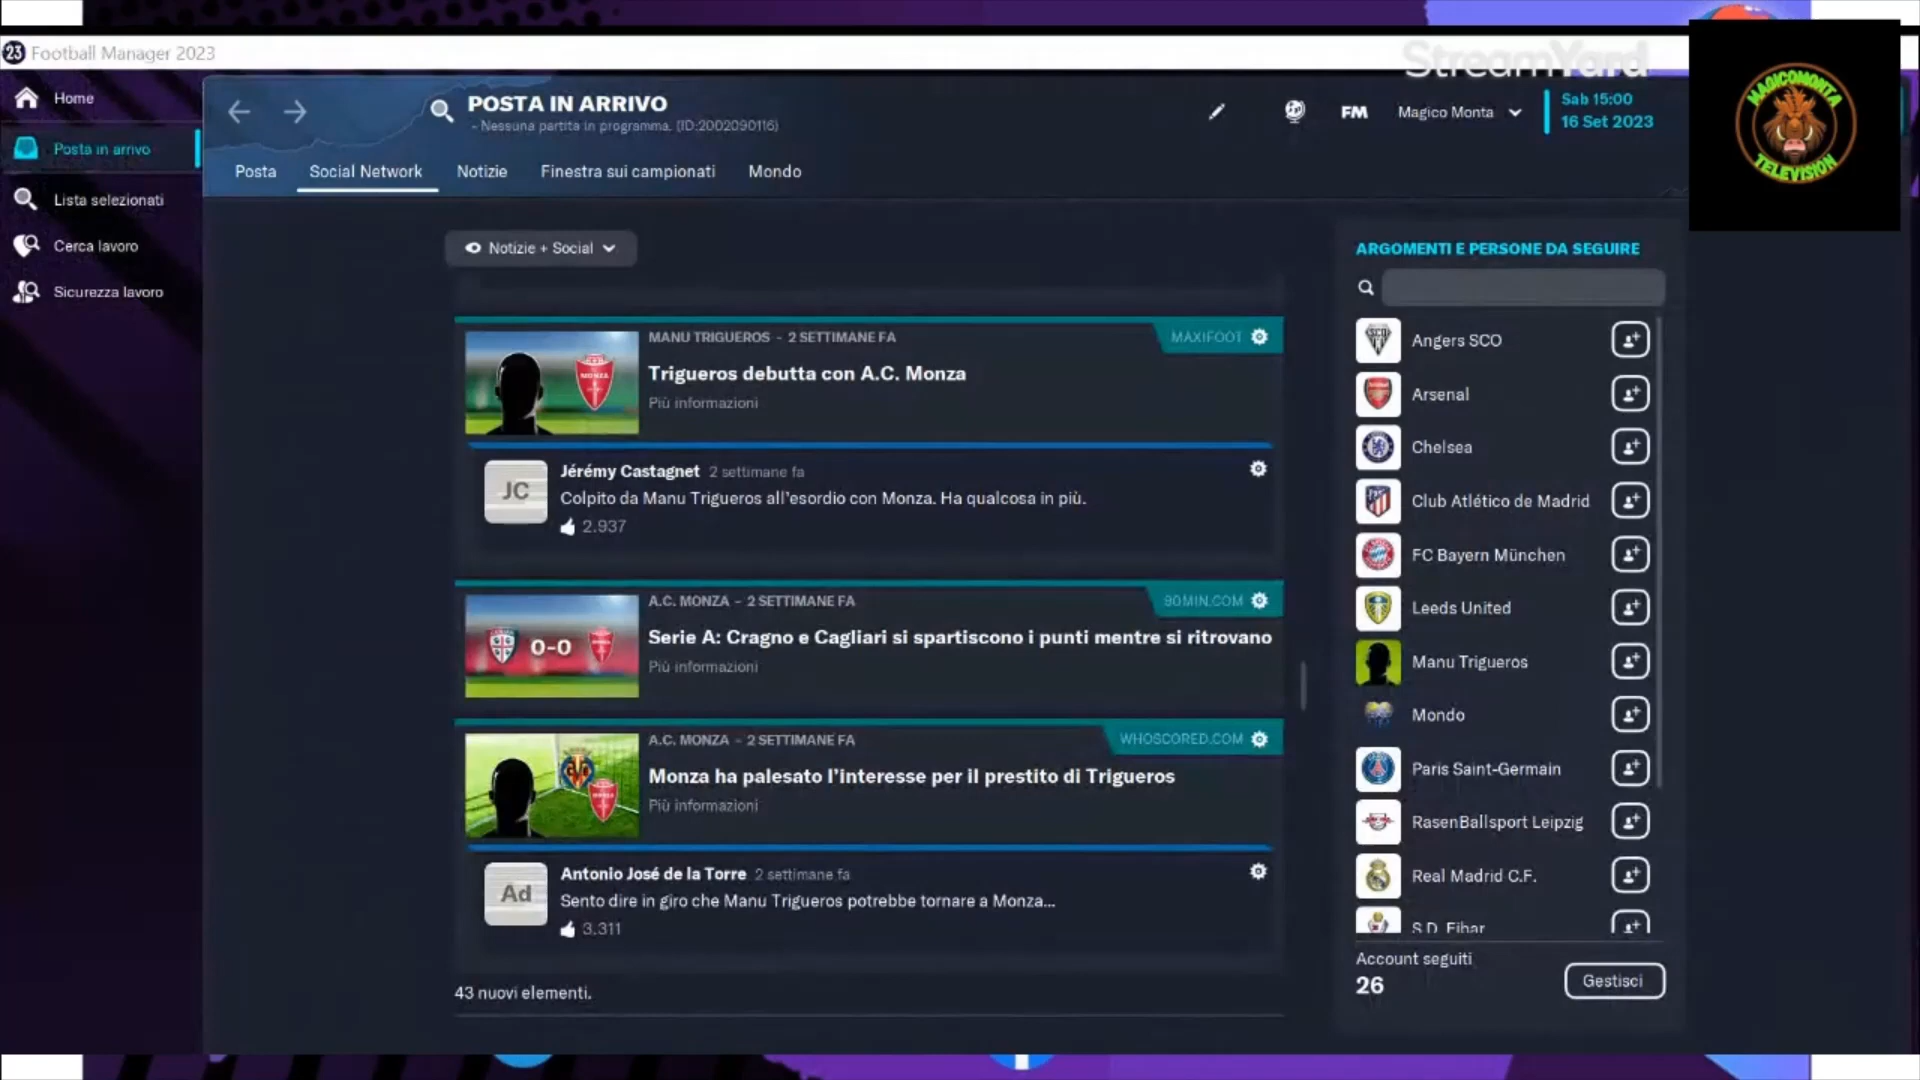 23 Football Manager 2023
StreamYard
MAGICOMONTA
TELEVISION
Home
Posta in arrivo
Lista selezionati
Cerca lavoro
Sicurezza lavoro
POSTA IN ARRIVO
- Nessuna partita in programma. (ID:2002090116)
FM
Magico Monta
Sab 15:00
16 Set 2023
Posta
Social Network
Notizie
Finestra sui campionati
Mondo
Notizie + Social
MANU TRIGUEROS - 2 SETTIMANE FA
MAXIFOOT
Trigueros debutta con A.C. Monza
Più informazioni
MONZA
JC
Jérémy Castagnet 2 settimane fa
Colpito da Manu Trigueros all'esordio con Monza. Ha qualcosa in più.
2.937
A.C. MONZA - 2 SETTIMANE FA
90MIN.COM
0-0
Serie A: Cragno e Cagliari si spartiscono i punti mentre si ritrovano
Più informazioni
A.C. MONZA - 2 SETTIMANE FA
WHOSCORED.COM
Monza ha palesato l'interesse per il prestito di Trigueros
Più informazioni
Ad
Antonio José de la Torre 2 settimane fa
Sento dire in giro che Manu Trigueros potrebbe tornare a Monza...
3.311
43 nuovi elementi.
ARGOMENTI E PERSONE DA SEGUIRE
Angers SCO
Arsenal
Chelsea
Club Atlético de Madrid
FC Bayern München
Leeds United
Manu Trigueros
Mondo
Paris Saint-Germain
RasenBallsport Leipzig
Real Madrid C.F.
S.D. Eibar
Account seguiti
26
Gestisci